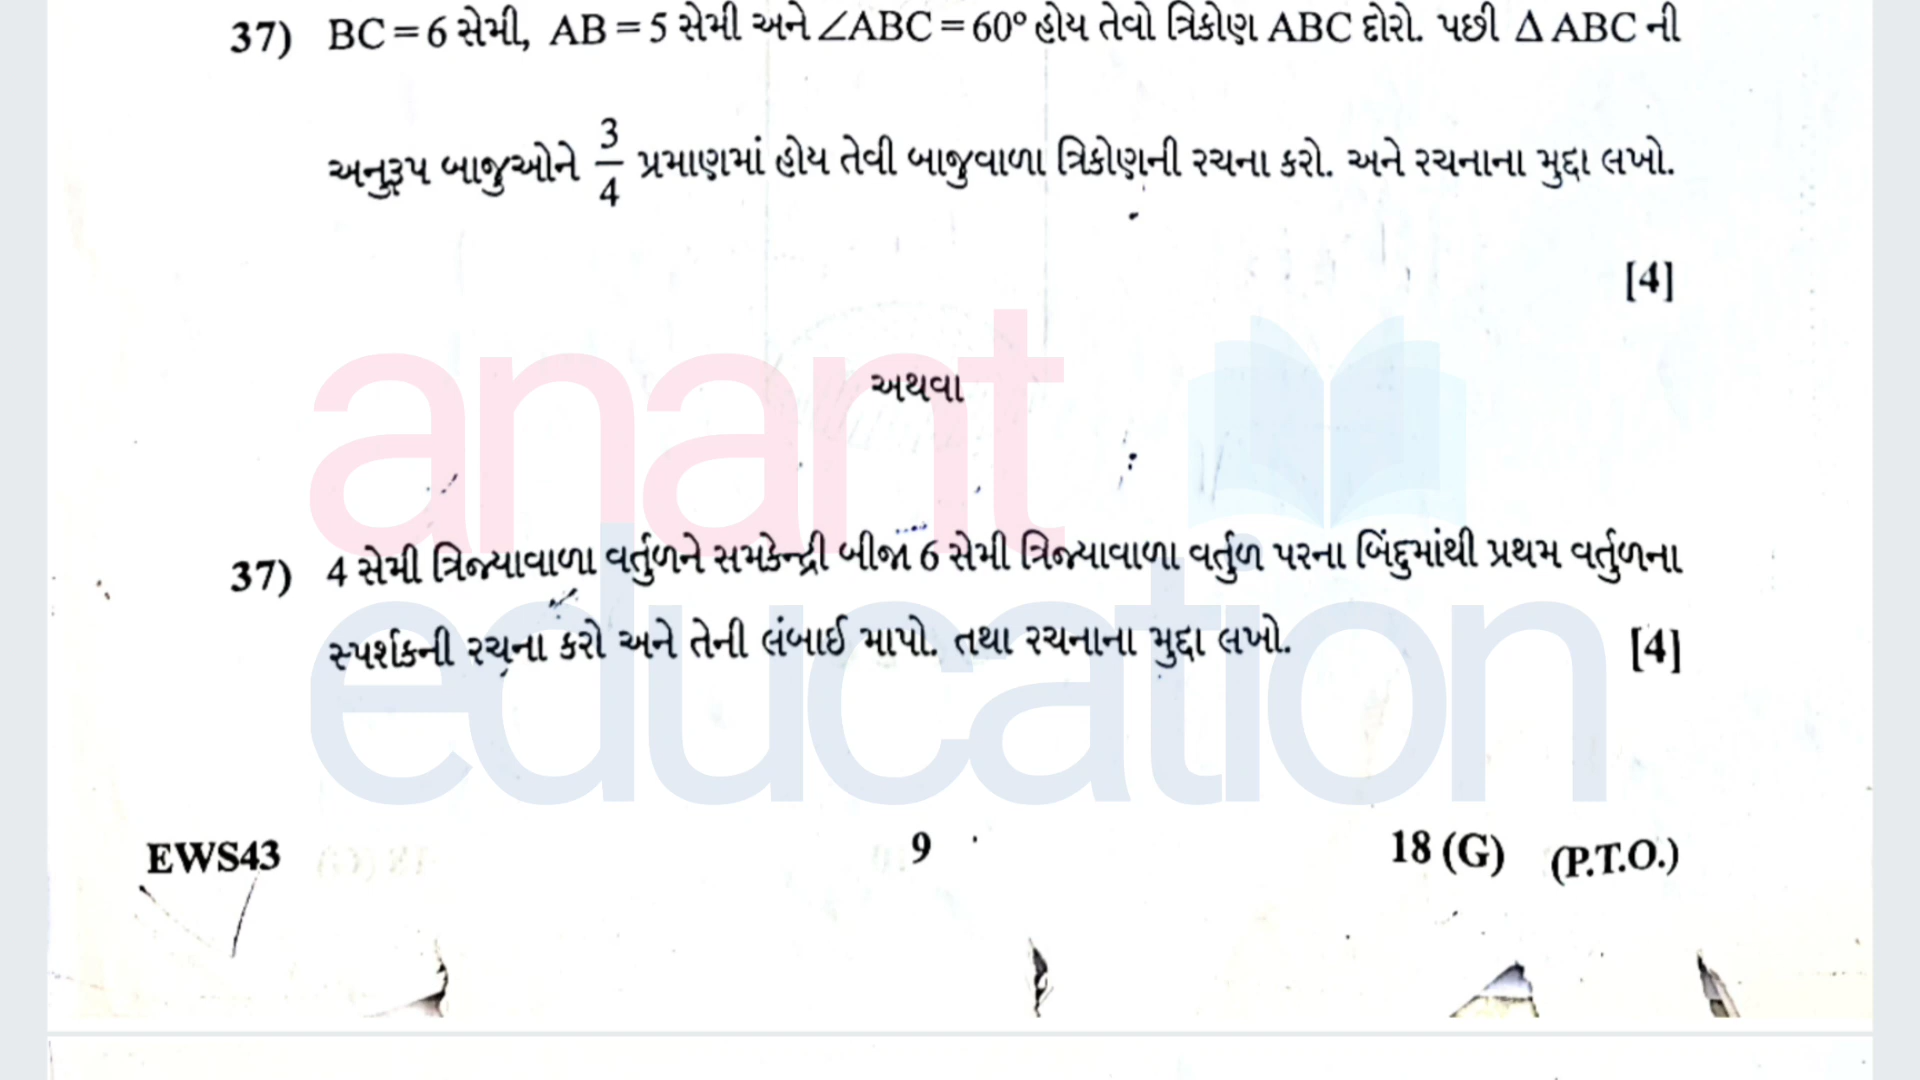 37) BC = 6 સેમી, AB = 5 સેમી અને ∠ABC = 60° હોય તેવો ત્રિકોણ ABC દોરો. પછી Δ ABC ની
અનુરૂપ બાજુઓને 3/4 પ્રમાણમાં હોય તેવી બાજુવાળા ત્રિકોણની રચના કરો. અને રચનાના મુદ્દા લખો.
[4]
અથવા
37) 4 સેમી ત્રિજ્યાવાળા વર્તુળને સમકેન્દ્રી બીજા 6 સેમી ત્રિજ્યાવાળા વર્તુળ પરના બિંદુમાંથી પ્રથમ વર્તુળના
સ્પર્શકની રચના કરો અને તેની લંબાઈ માપો. તથા રચનાના મુદ્દા લખો. [4]
anant
education
EWS43 9 18 (G) (P.T.O.)